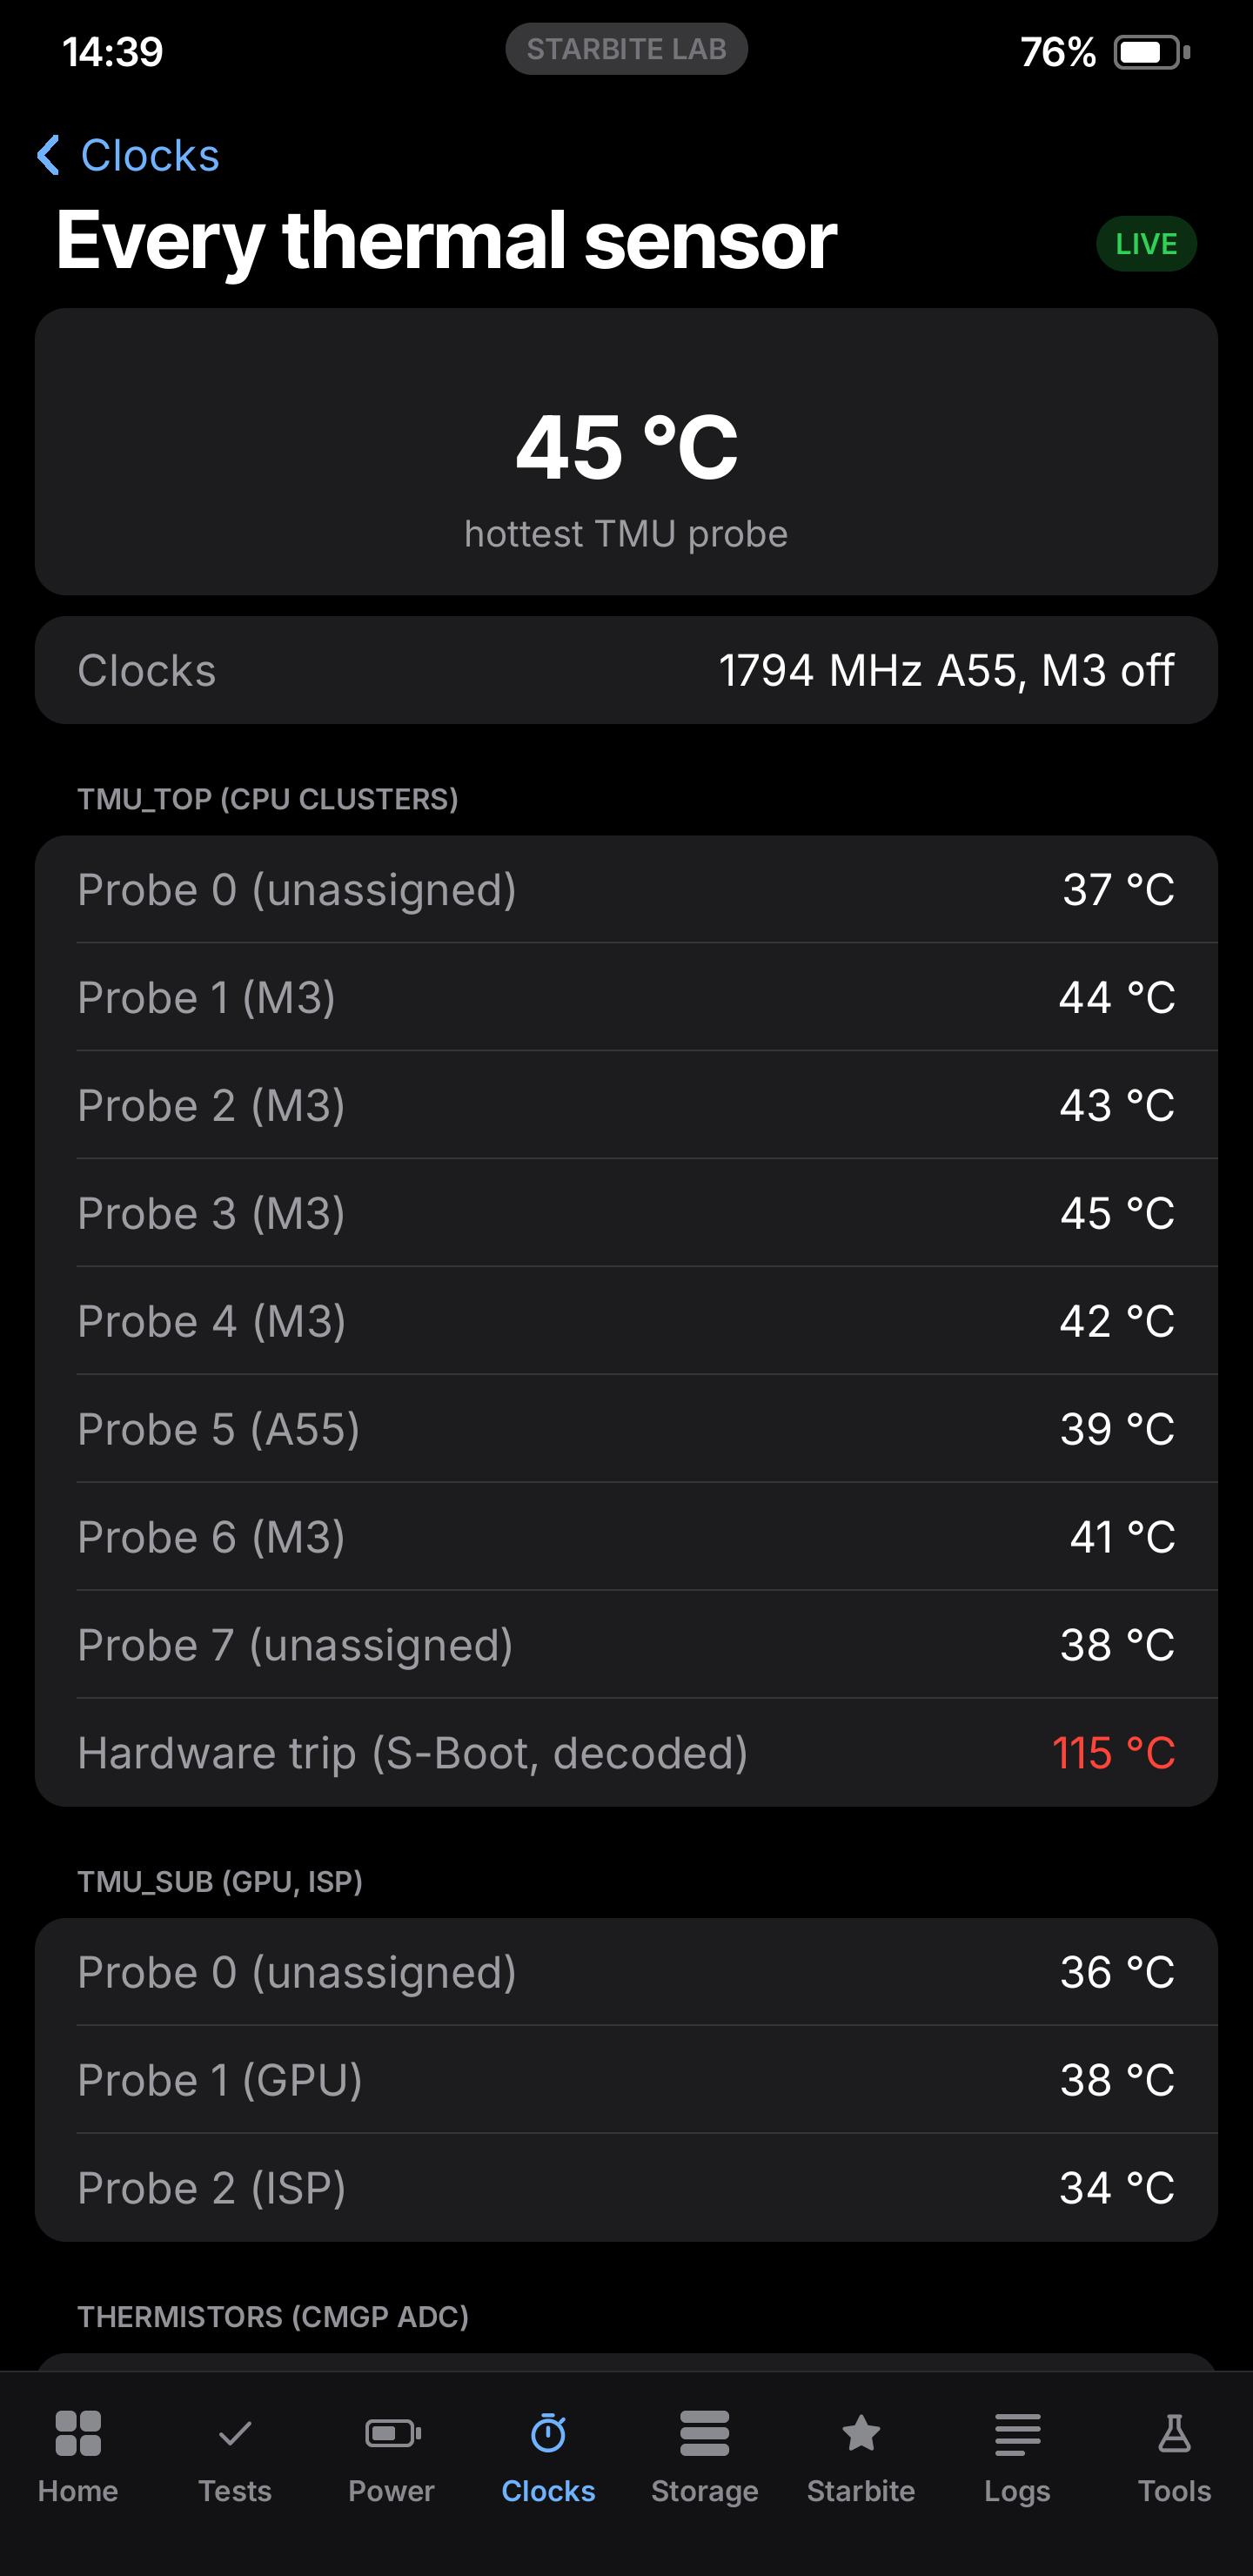 14:39
STARBITE LAB
76%
Clocks
Every thermal sensor
LIVE
45 °C
hottest TMU probe
Clocks 1794 MHz A55, M3 off
TMU_TOP (CPU CLUSTERS)
Probe 0 (unassigned) 37 °C
Probe 1 (M3) 44 °C
Probe 2 (M3) 43 °C
Probe 3 (M3) 45 °C
Probe 4 (M3) 42 °C
Probe 5 (A55) 39 °C
Probe 6 (M3) 41 °C
Probe 7 (unassigned) 38 °C
Hardware trip (S-Boot, decoded) 115 °C
TMU_SUB (GPU, ISP)
Probe 0 (unassigned) 36 °C
Probe 1 (GPU) 38 °C
Probe 2 (ISP) 34 °C
THERMISTORS (CMGP ADC)
Home Tests Power Clocks Storage Starbite Logs Tools